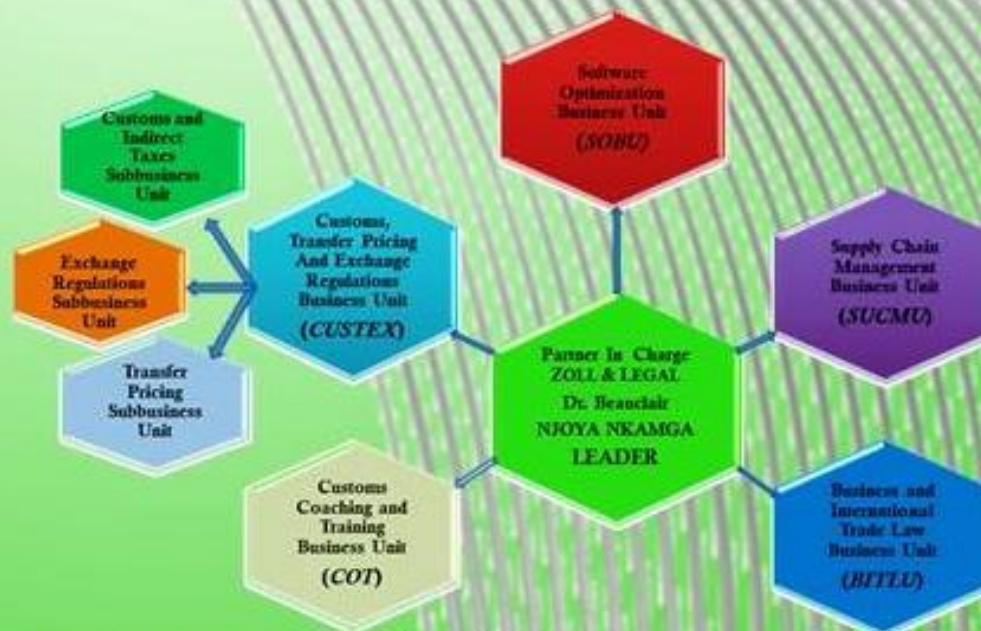 Software
Optimization
Business Unit
(SOBU)
Customs and
Indirect
Taxes
Subbusiness
Unit
Customs,
Transfer Pricing
And Exchange
Regulations
Business Unit
(CUSTEX)
Exchange
Regulations
Subbusiness
Unit
Supply Chain
Management
Business Unit
(SUCMU)
Transfer
Pricing
Subbusiness
Unit
Partner In Charge
ZOLL & LEGAL
Dr. Beauclair
NJOYA NKAMGA
LEADER
Customs
Coaching and
Training
Business Unit
(COT)
Business and
International
Trade Law
Business Unit
(BITLU)